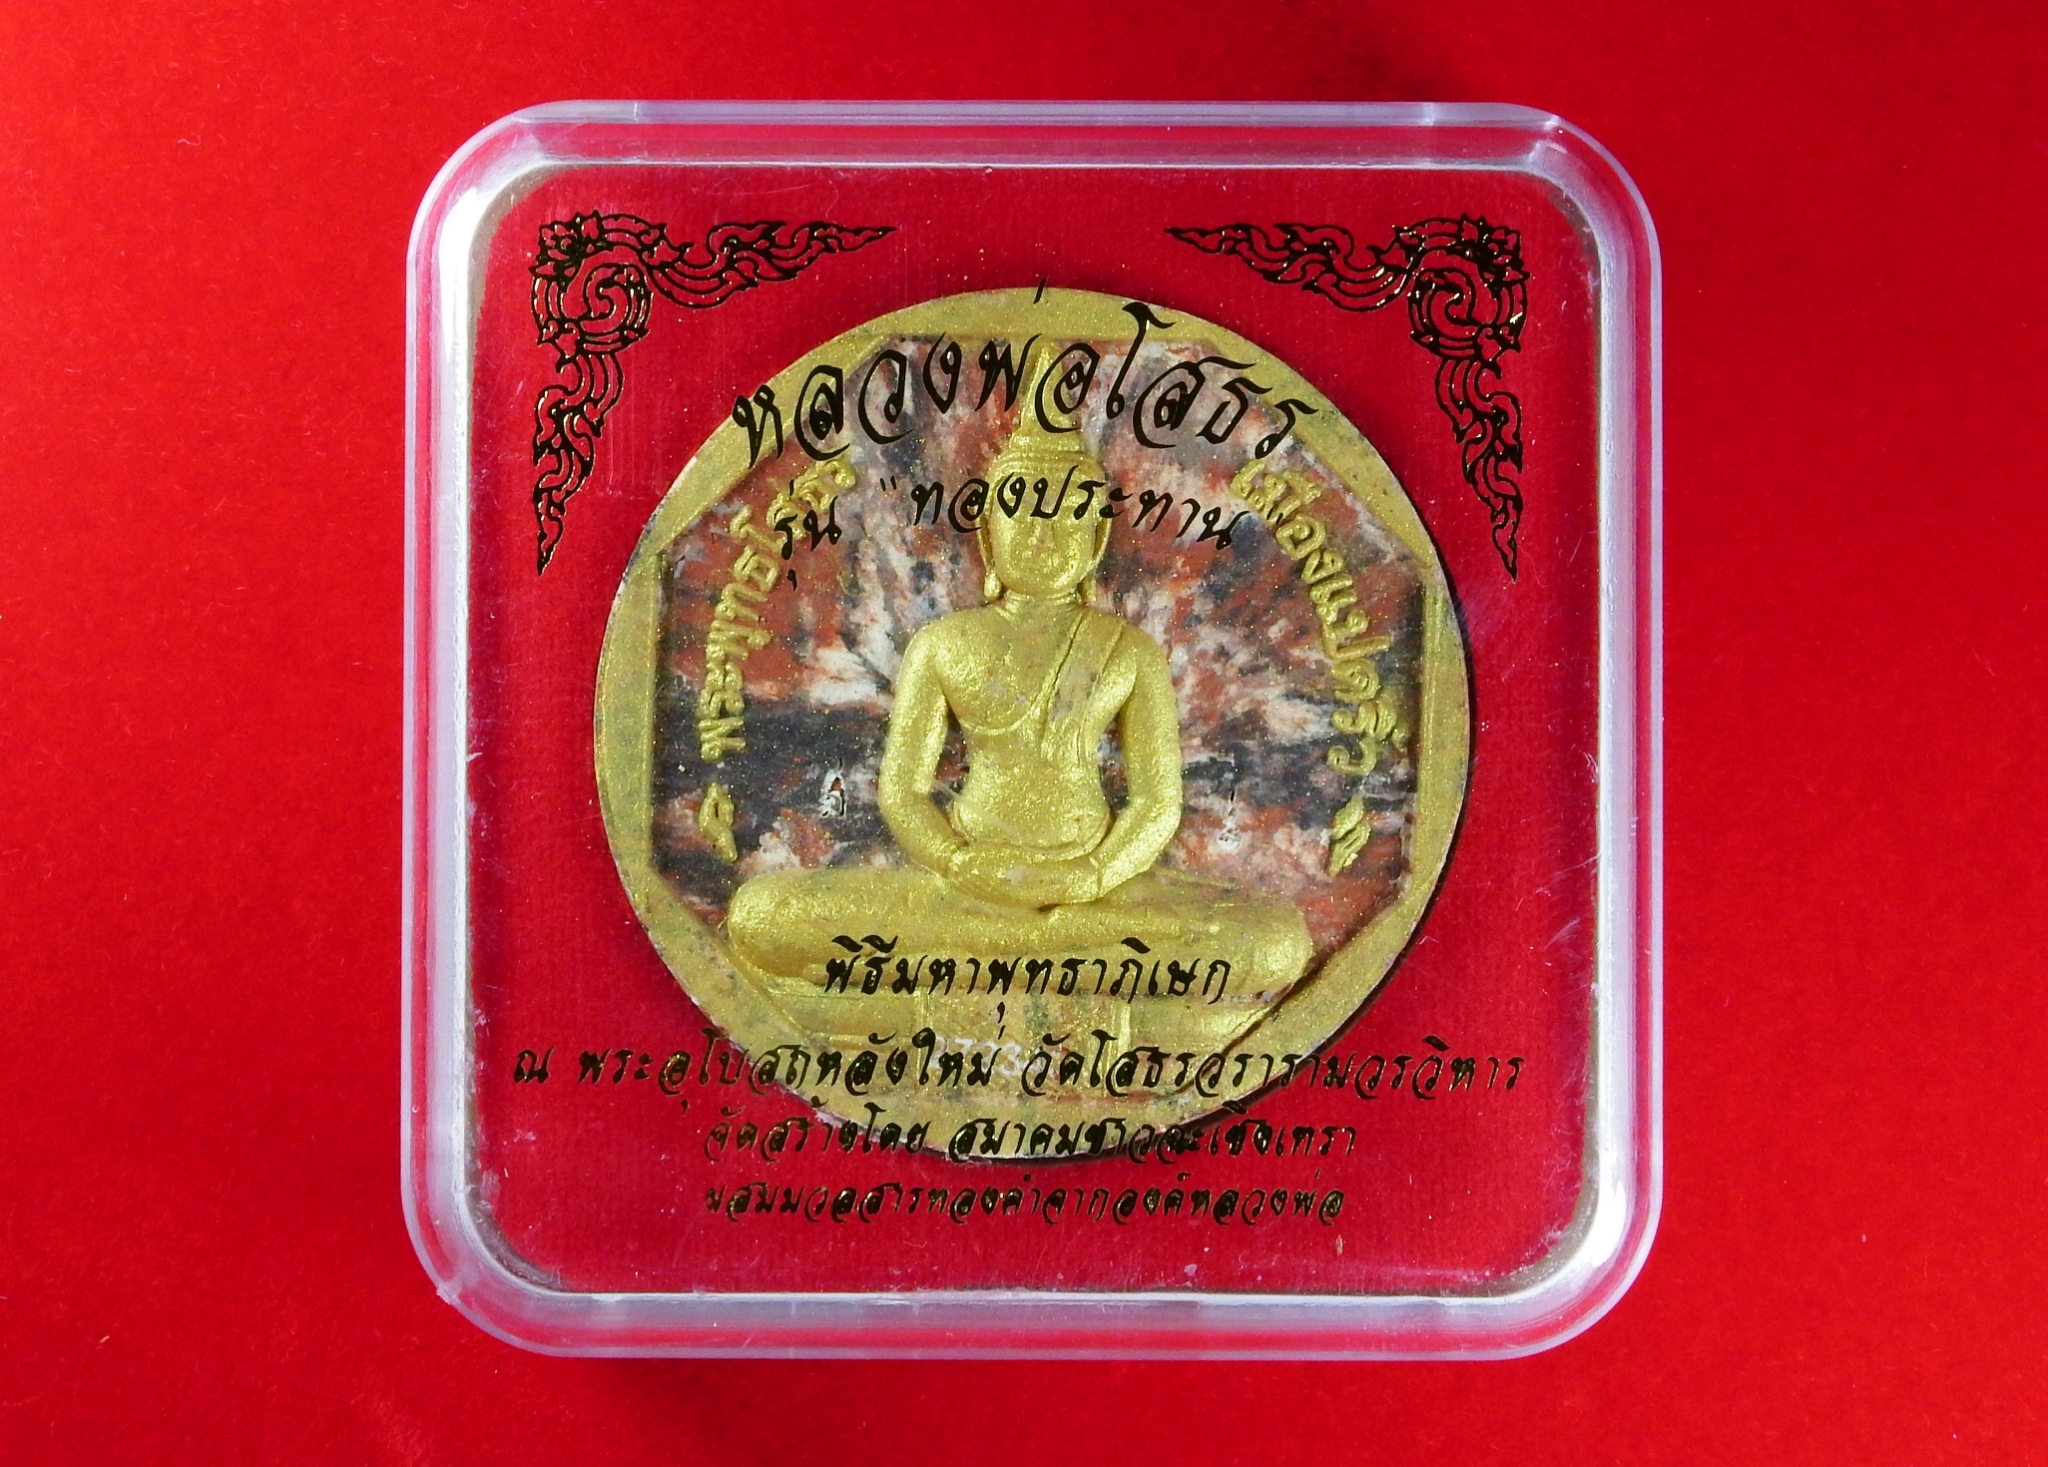 หลวงพ่อโสธร
รุ่น "ทองประทาน"
พระพุทธโสธร
เมืองแปดริ้ว
พิธีมหาพุทธาภิเษก
ณ พระอุโบสถหลังใหม่ วัดโสธรวรารามวรวิหาร
จัดสร้างโดย สมาคมชาวฉะเชิงเทรา
ผสมมวลสารทองคำจากองค์หลวงพ่อ